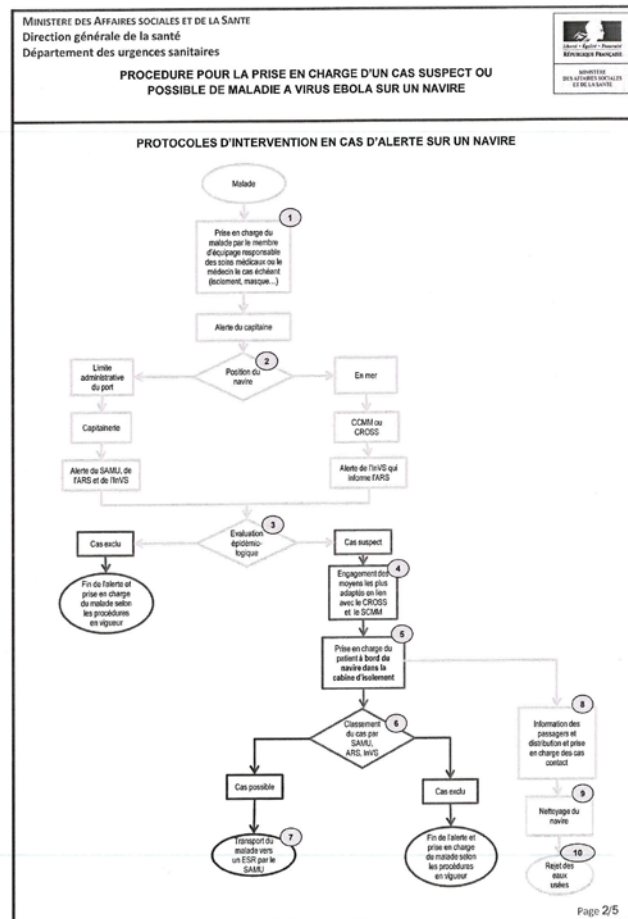 MINISTERE DES AFFAIRES SOCIALES ET DE LA SANTE
Direction générale de la santé
Département des urgences sanitaires
Liberté • Égalité • Fraternité
RÉPUBLIQUE FRANÇAISE
MINISTÈRE
DES AFFAIRES SOCIALES
ET DE LA SANTÉ
PROCEDURE POUR LA PRISE EN CHARGE D'UN CAS SUSPECT OU
POSSIBLE DE MALADIE A VIRUS EBOLA SUR UN NAVIRE
PROTOCOLES D'INTERVENTION EN CAS D'ALERTE SUR UN NAVIRE
Malade
1
Prise en charge du
malade par le membre
d'équipage responsable
des soins médicaux ou le
médecin le cas échéant
(isolement, masque…)
Alerte du capitaine
2
Position du
navire
Limite
administrative
du port
En mer
Capitainerie
CCMM ou
CROSS
Alerte du SAMU, de
l'ARS et de l'InVS
Alerte de l'InVS qui
informe l'ARS
3
Evaluation
épidémio-
logique
Cas exclu
Cas suspect
Fin de l'alerte et
prise en charge
du malade selon
les procédures
en vigueur
4
Engagement des
moyens les plus
adaptés en lien
avec le CROSS
et le SCMM
5
Prise en charge du
patient à bord du
navire dans la
cabine d'isolement
6
Classement
du cas par
SAMU,
ARS, InVS
8
Information des
passagers et
distribution et prise
en charge des cas
contact
Cas possible
Cas exclu
9
Nettoyage du
navire
7
Transport du
malade vers
un ESR par le
SAMU
Fin de l'alerte et
prise en charge
du malade selon
les procédures
en vigueur
10
Rejet des
eaux
usées
Page 2/5